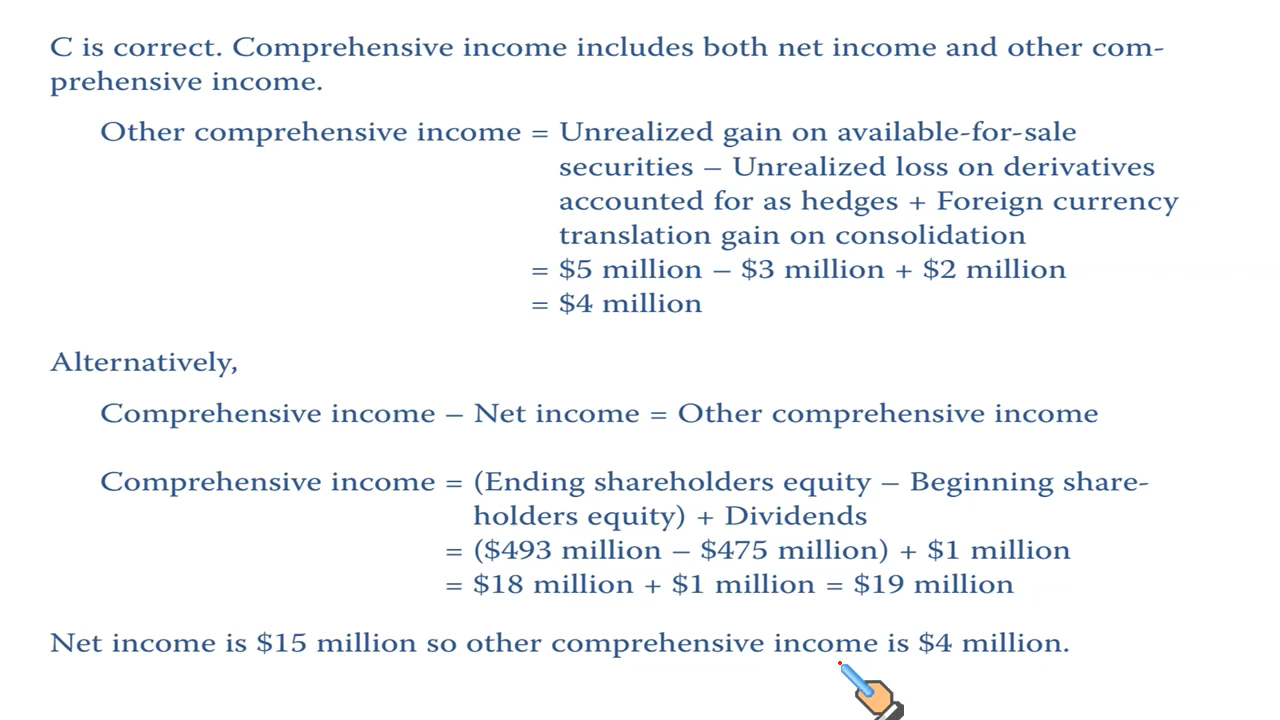 C is correct. Comprehensive income includes both net income and other com-
prehensive income.
Other comprehensive income = Unrealized gain on available-for-sale
securities – Unrealized loss on derivatives
accounted for as hedges + Foreign currency
translation gain on consolidation
= $5 million – $3 million + $2 million
= $4 million
Alternatively,
Comprehensive income – Net income = Other comprehensive income
Comprehensive income = (Ending shareholders equity – Beginning share-
holders equity) + Dividends
= ($493 million – $475 million) + $1 million
= $18 million + $1 million = $19 million
Net income is $15 million so other comprehensive income is $4 million.